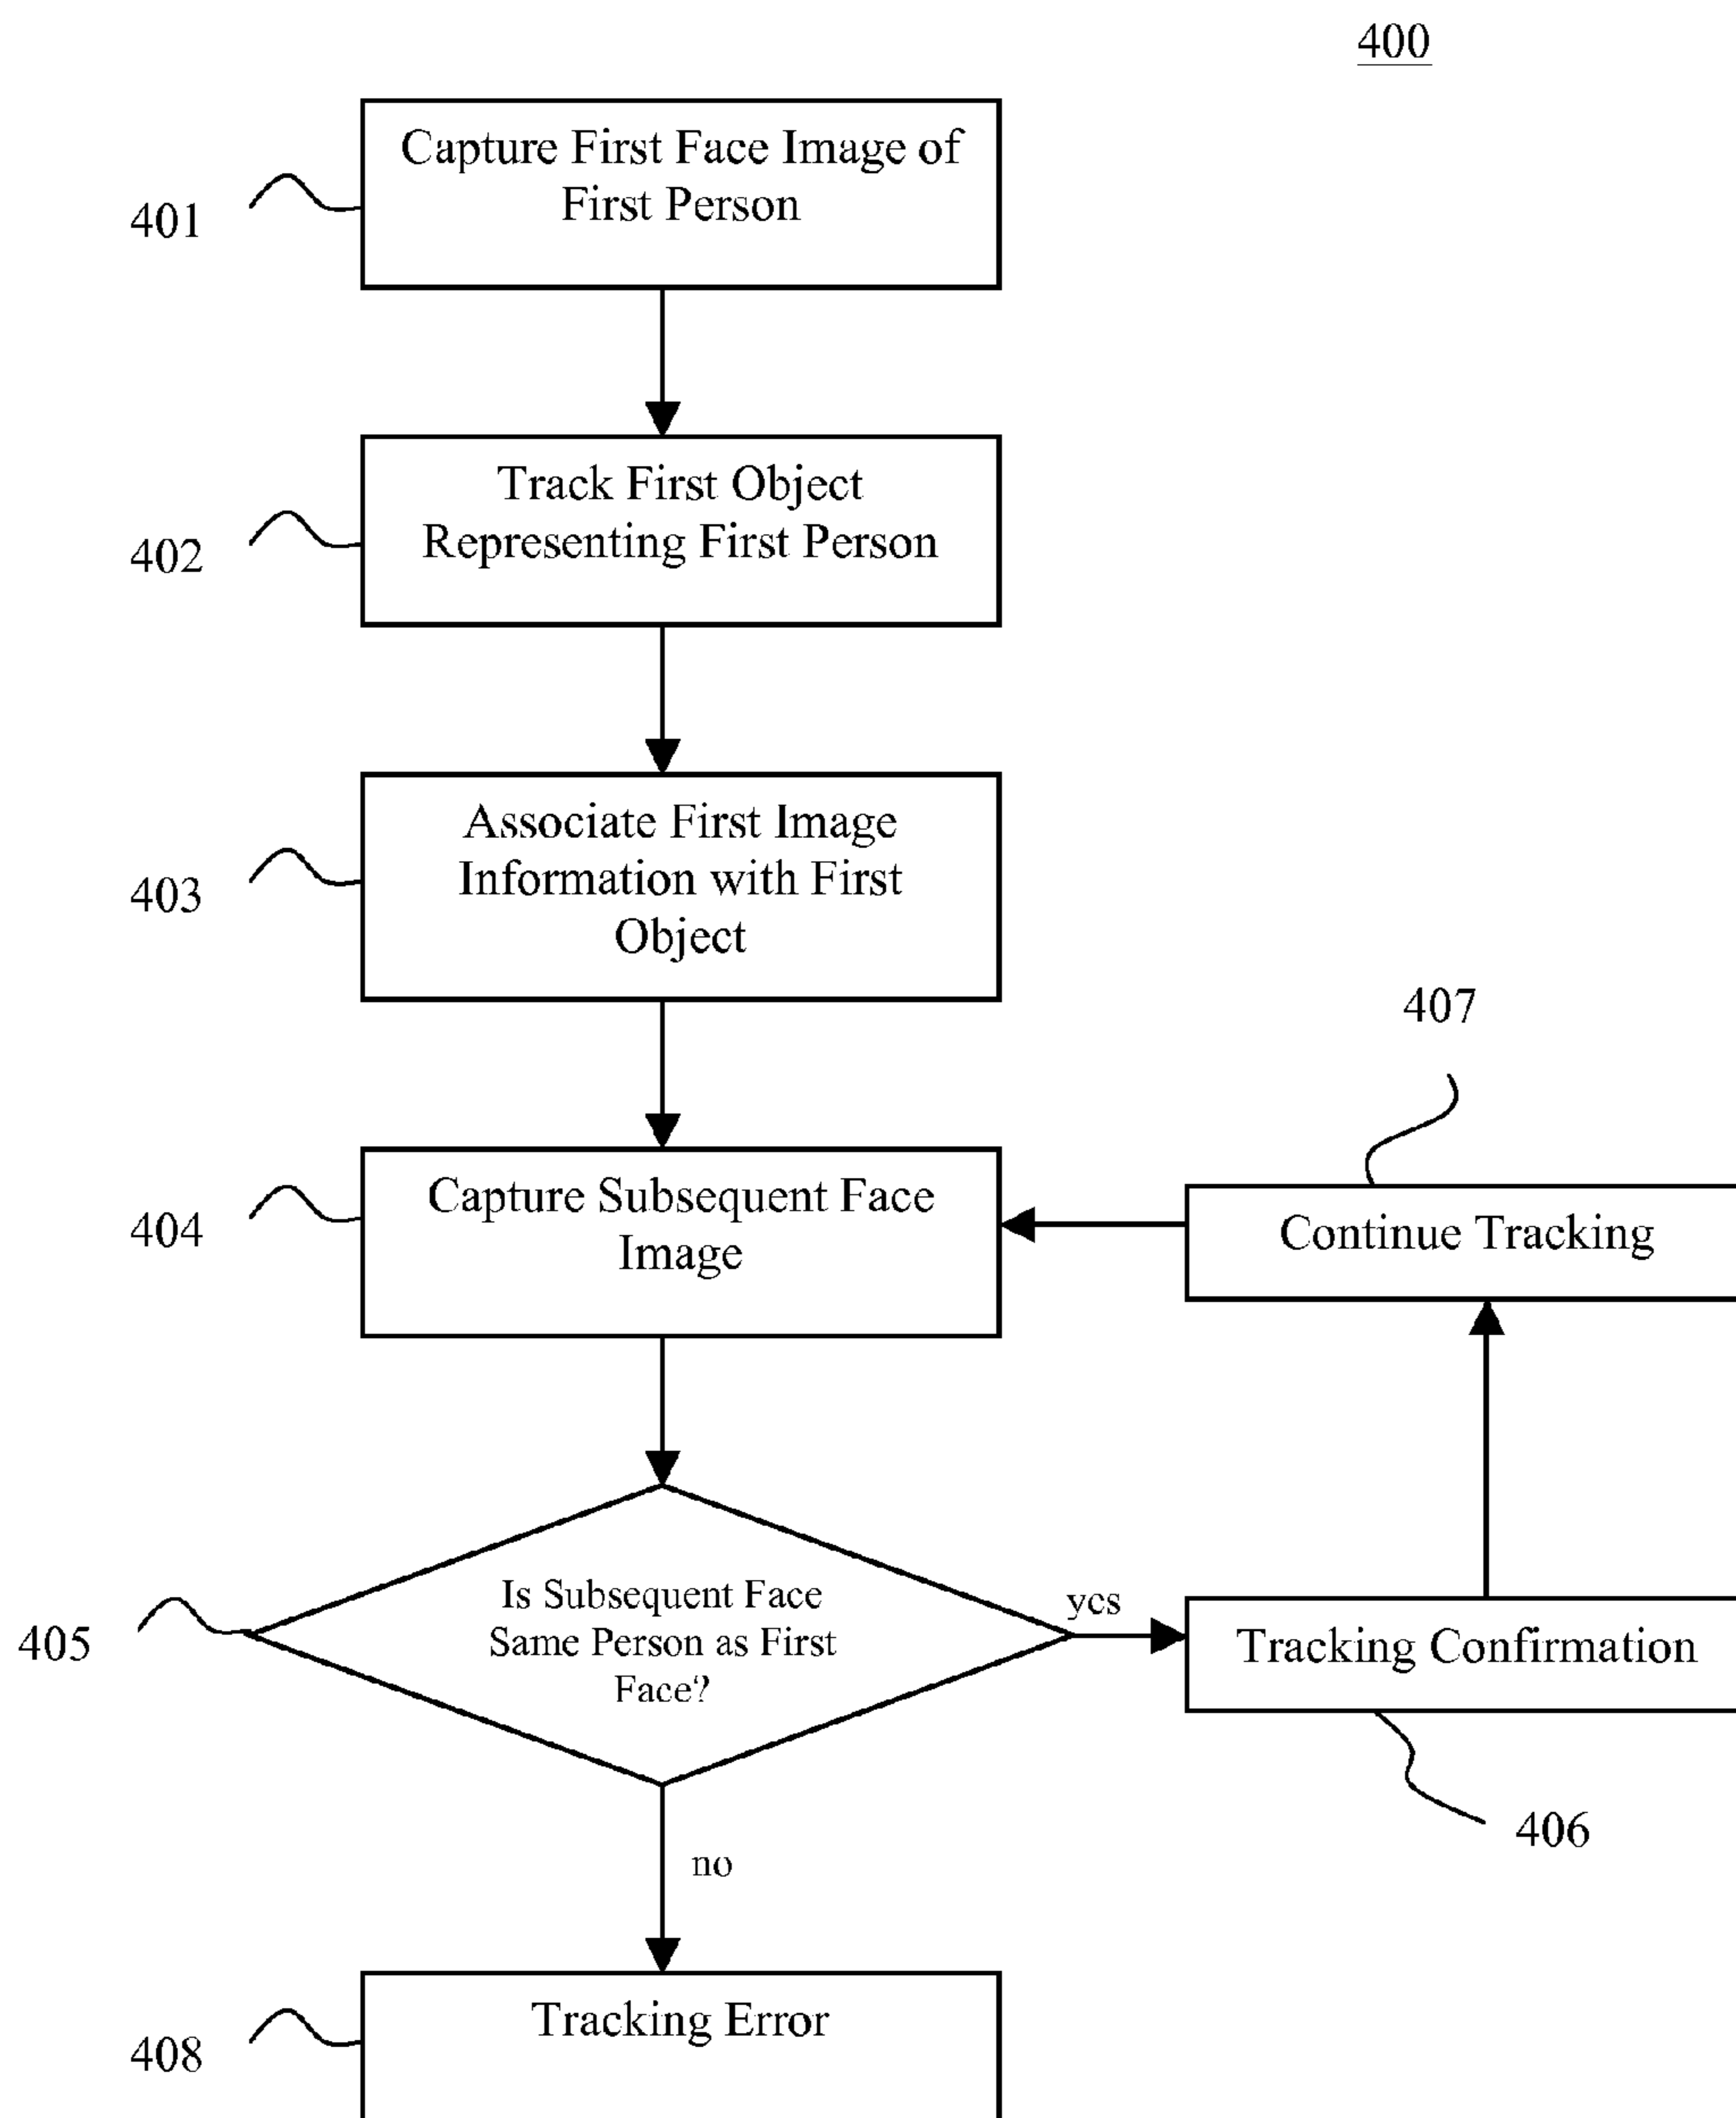 400
Capture First Face Image of
First Person
401
Track First Object
Representing First Person
402
Associate First Image
Information with First
Object
403
407
Capture Subsequent Face
Image
404
Continue Tracking
Is Subsequent Face
Same Person as First
Face?
405
yes
Tracking Confirmation
406
no
Tracking Error
408